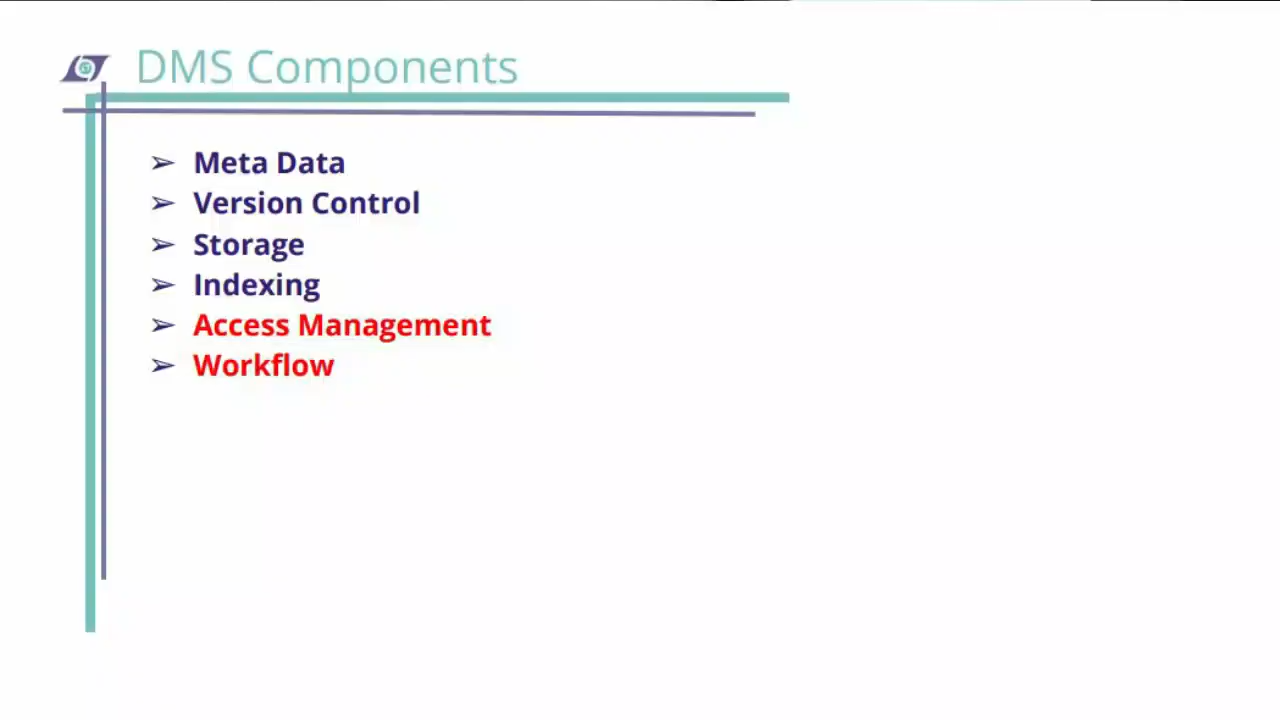 DMS Components
➢ Meta Data
➢ Version Control
➢ Storage
➢ Indexing
➢ Access Management
➢ Workflow